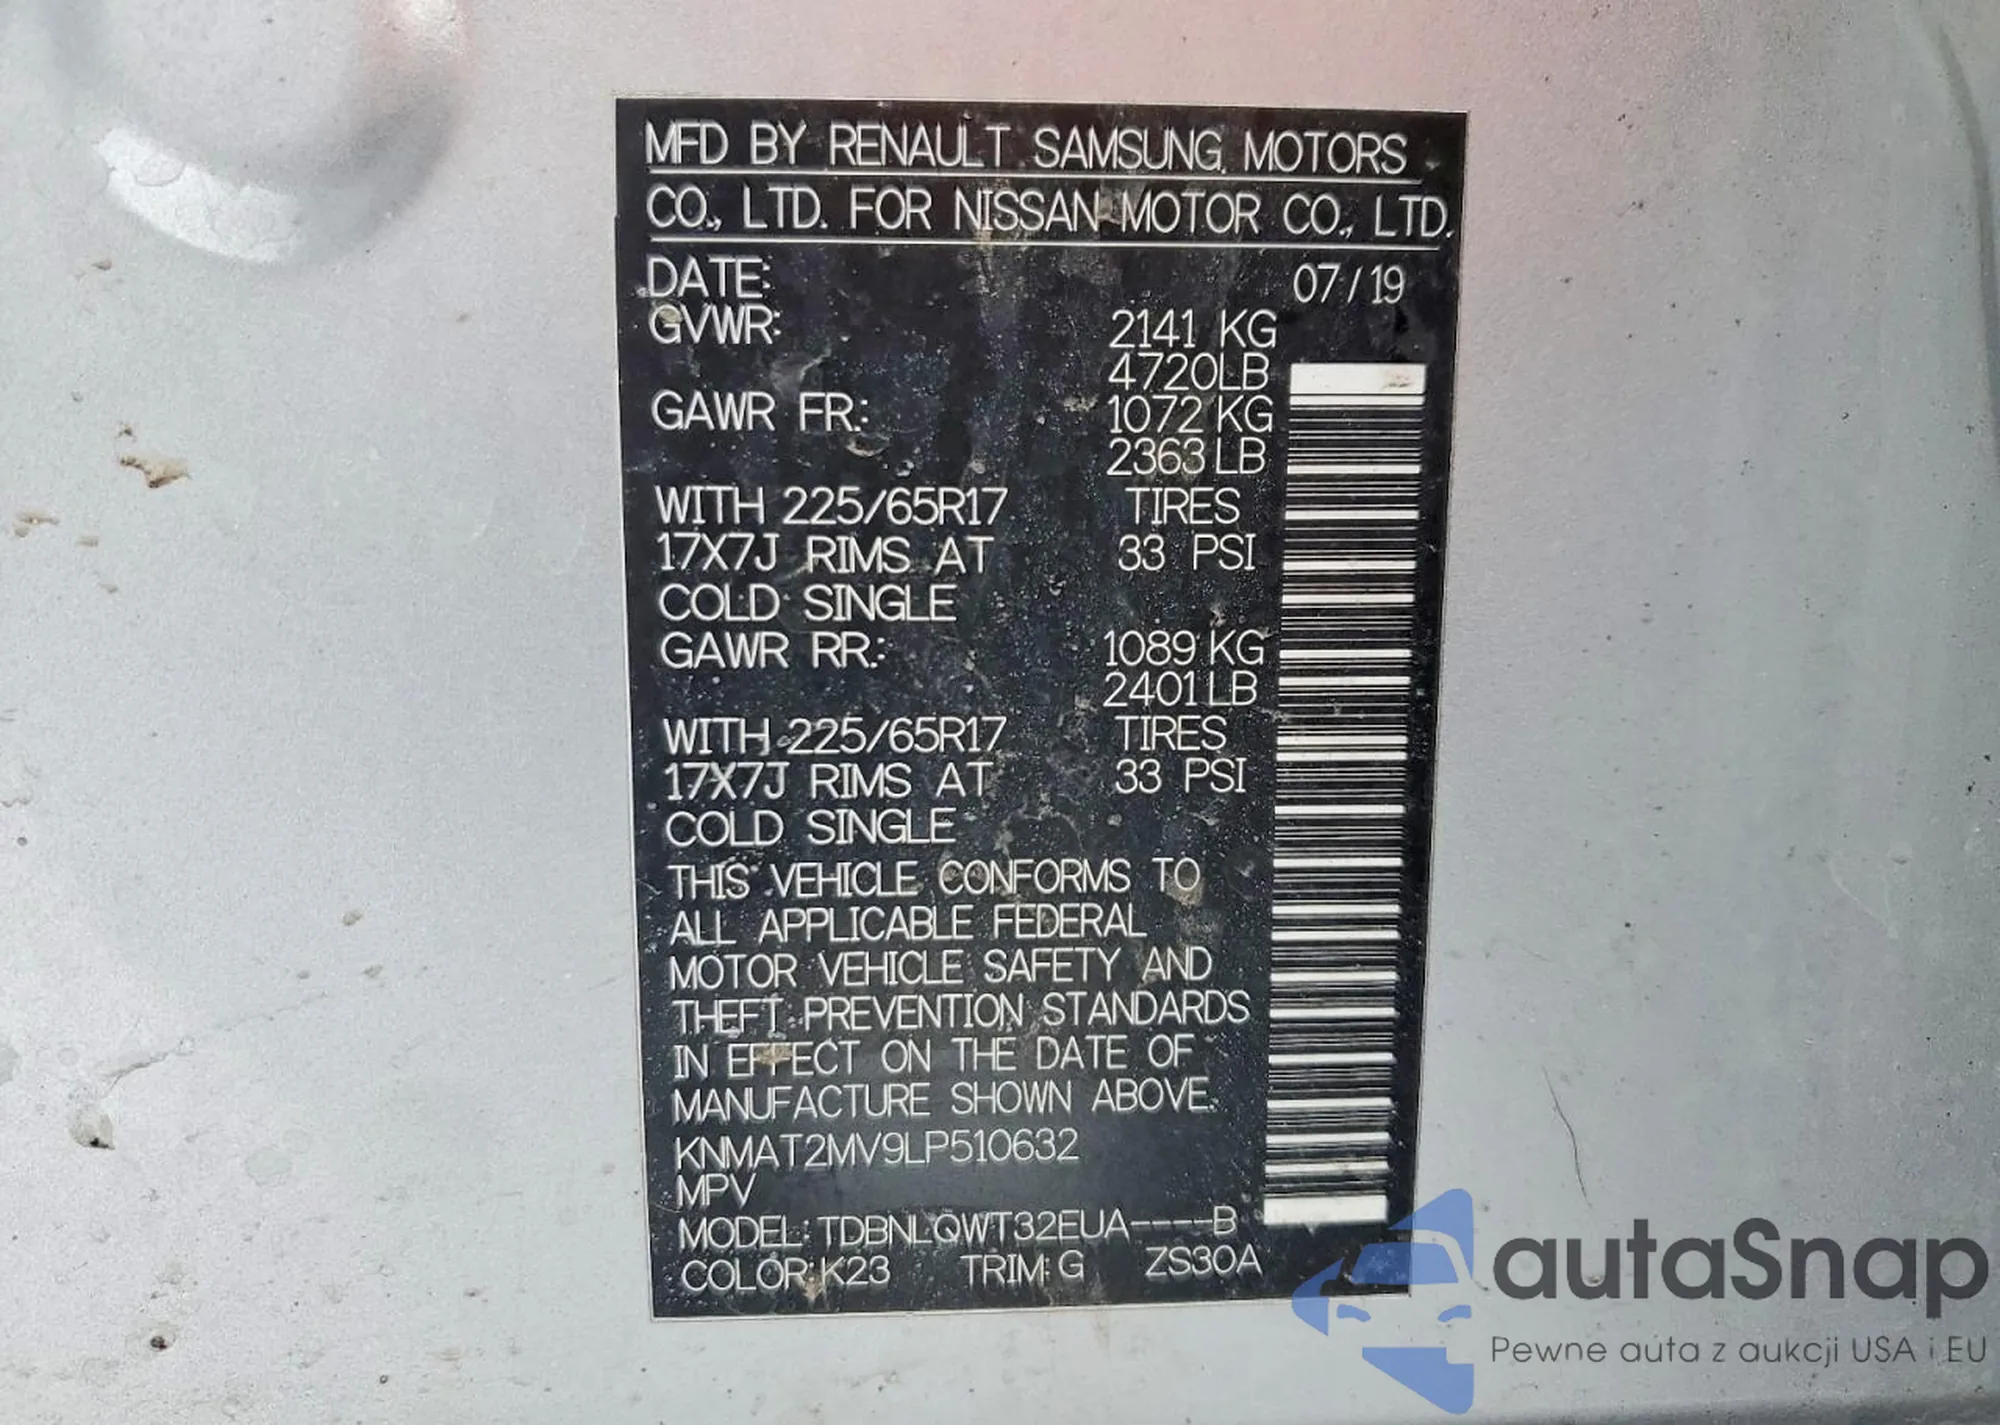 MFD BY RENAULT SAMSUNG MOTORS
CO., LTD. FOR NISSAN MOTOR CO., LTD.
DATE: 07/19
GVWR: 2141 KG
4720LB
GAWR FR.: 1072 KG
2363 LB
WITH 225/65R17 TIRES
17X7J RIMS AT 33 PSI
COLD SINGLE
GAWR RR.: 1089 KG
2401 LB
WITH 225/65R17 TIRES
17X7J RIMS AT 33 PSI
COLD SINGLE
THIS VEHICLE CONFORMS TO
ALL APPLICABLE FEDERAL
MOTOR VEHICLE SAFETY AND
THEFT PREVENTION STANDARDS
IN EFFECT ON THE DATE OF
MANUFACTURE SHOWN ABOVE.
KNMAT2MV9LP510632
MPV
MODEL: TDBNLQWT32EUA----B
COLOR: K23 TRIM: G ZS30A
autaSnap
Pewne auta z aukcji USA i EU